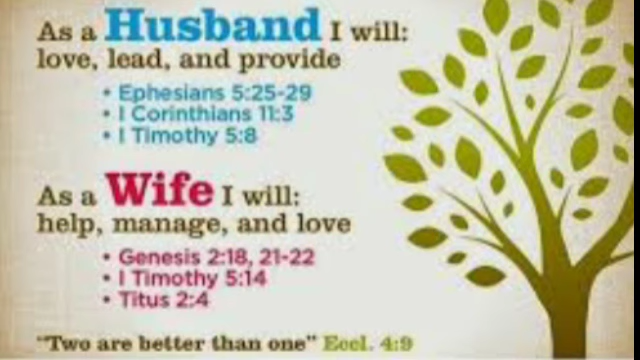 As a Husband I will:
love, lead, and provide
• Ephesians 5:25-29
• I Corinthians 11:3
• I Timothy 5:8
As a Wife I will:
help, manage, and love
• Genesis 2:18, 21-22
• I Timothy 5:14
• Titus 2:4
"Two are better than one" Eccl. 4:9